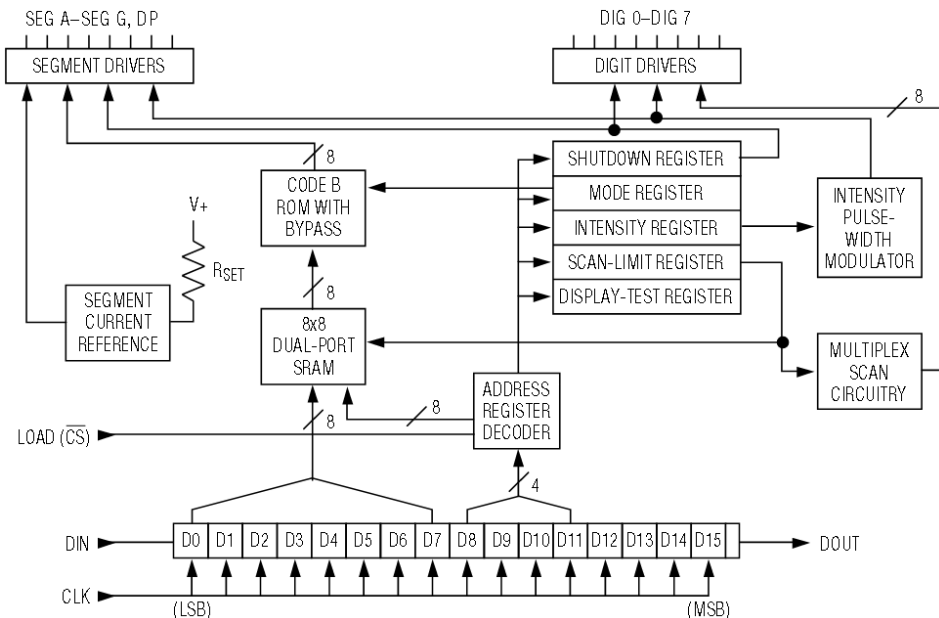 SEG A–SEG G, DP
DIG 0–DIG 7
SEGMENT DRIVERS
DIGIT DRIVERS
8
8
CODE B
ROM WITH
BYPASS
SHUTDOWN REGISTER
MODE REGISTER
INTENSITY REGISTER
SCAN-LIMIT REGISTER
DISPLAY-TEST REGISTER
INTENSITY
PULSE-
WIDTH
MODULATOR
V+
RSET
SEGMENT
CURRENT
REFERENCE
8
8x8
DUAL-PORT
SRAM
MULTIPLEX
SCAN
CIRCUITRY
ADDRESS
REGISTER
DECODER
8
8
LOAD (CS)
4
DIN
D0 D1 D2 D3 D4 D5 D6 D7 D8 D9 D10 D11 D12 D13 D14 D15
DOUT
CLK
(LSB)
(MSB)